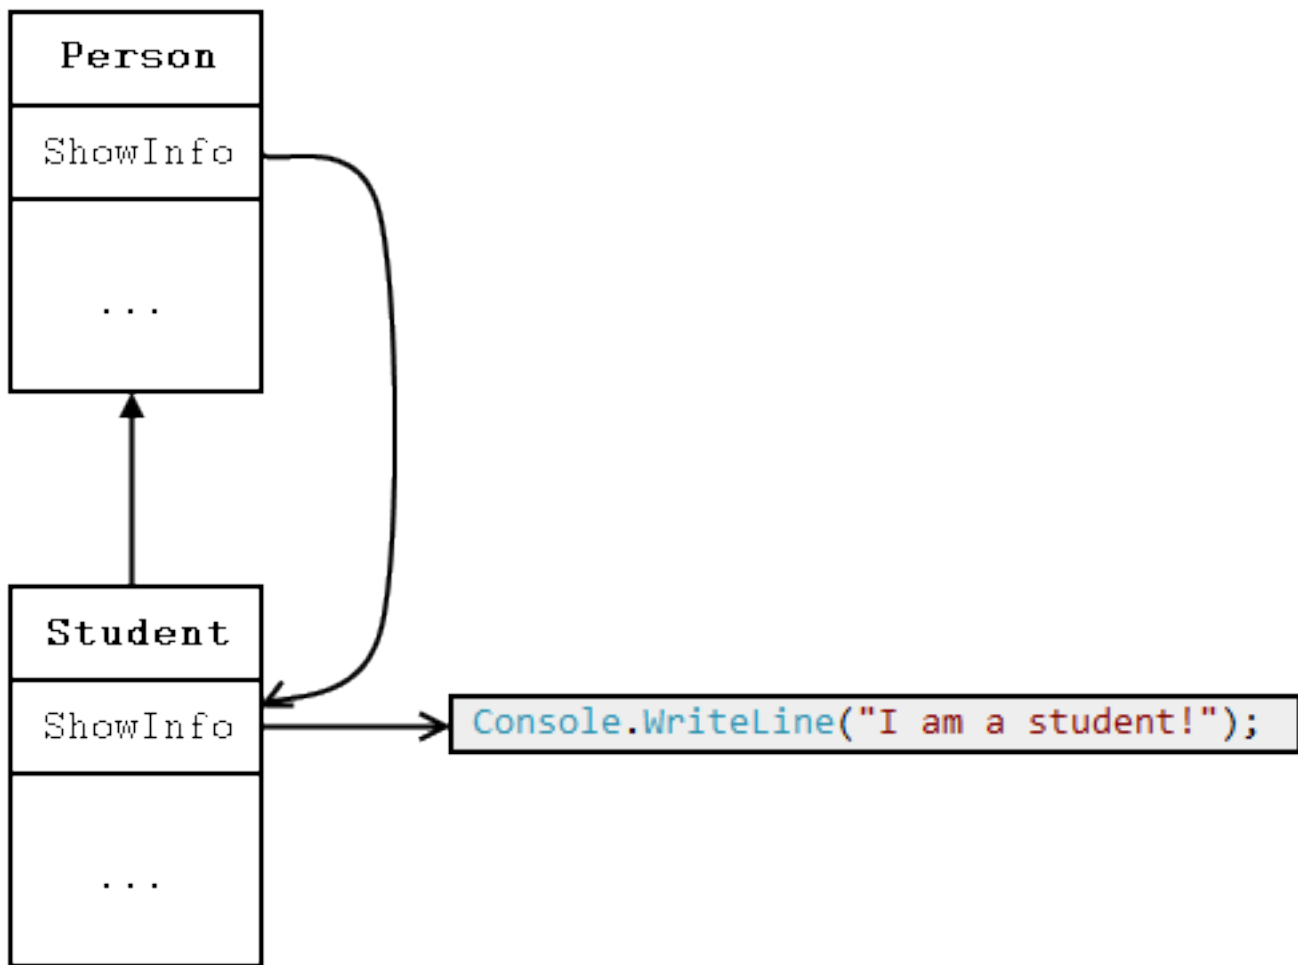 Person
ShowInfo
...
Student
ShowInfo
Console.WriteLine("I am a student!");
...